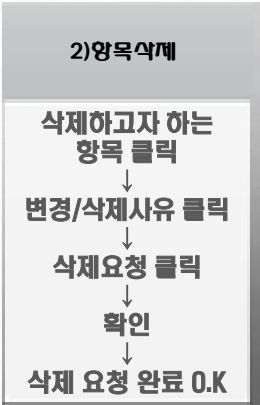 2)항목삭제
삭제하고자 하는
항목 클릭
↓
변경/삭제사유 클릭
↓
삭제요청 클릭
↓
확인
↓
삭제 요청 완료 O.K